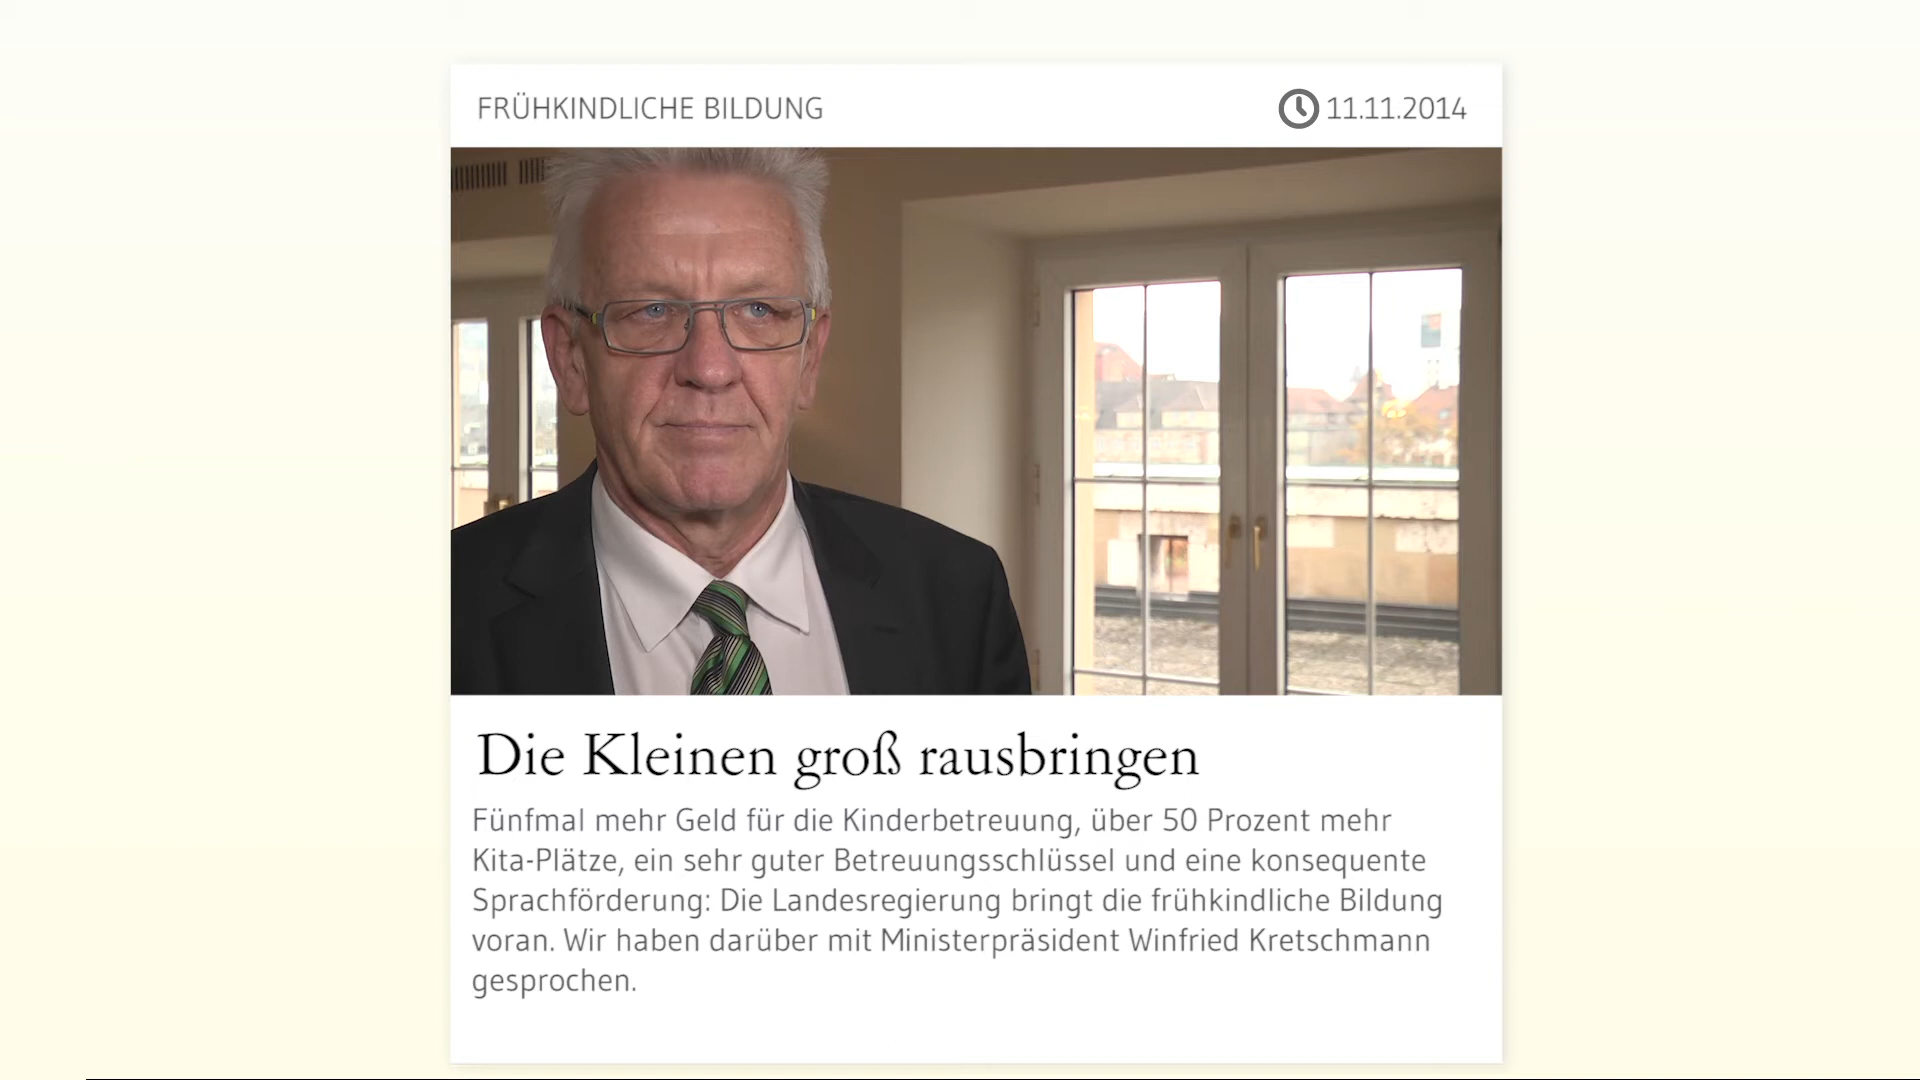 FRÜHKINDLICHE BILDUNG
11.11.2014
Die Kleinen groß rausbringen
Fünfmal mehr Geld für die Kinderbetreuung, über 50 Prozent mehr
Kita-Plätze, ein sehr guter Betreuungsschlüssel und eine konsequente
Sprachförderung: Die Landesregierung bringt die frühkindliche Bildung
voran. Wir haben darüber mit Ministerpräsident Winfried Kretschmann
gesprochen.